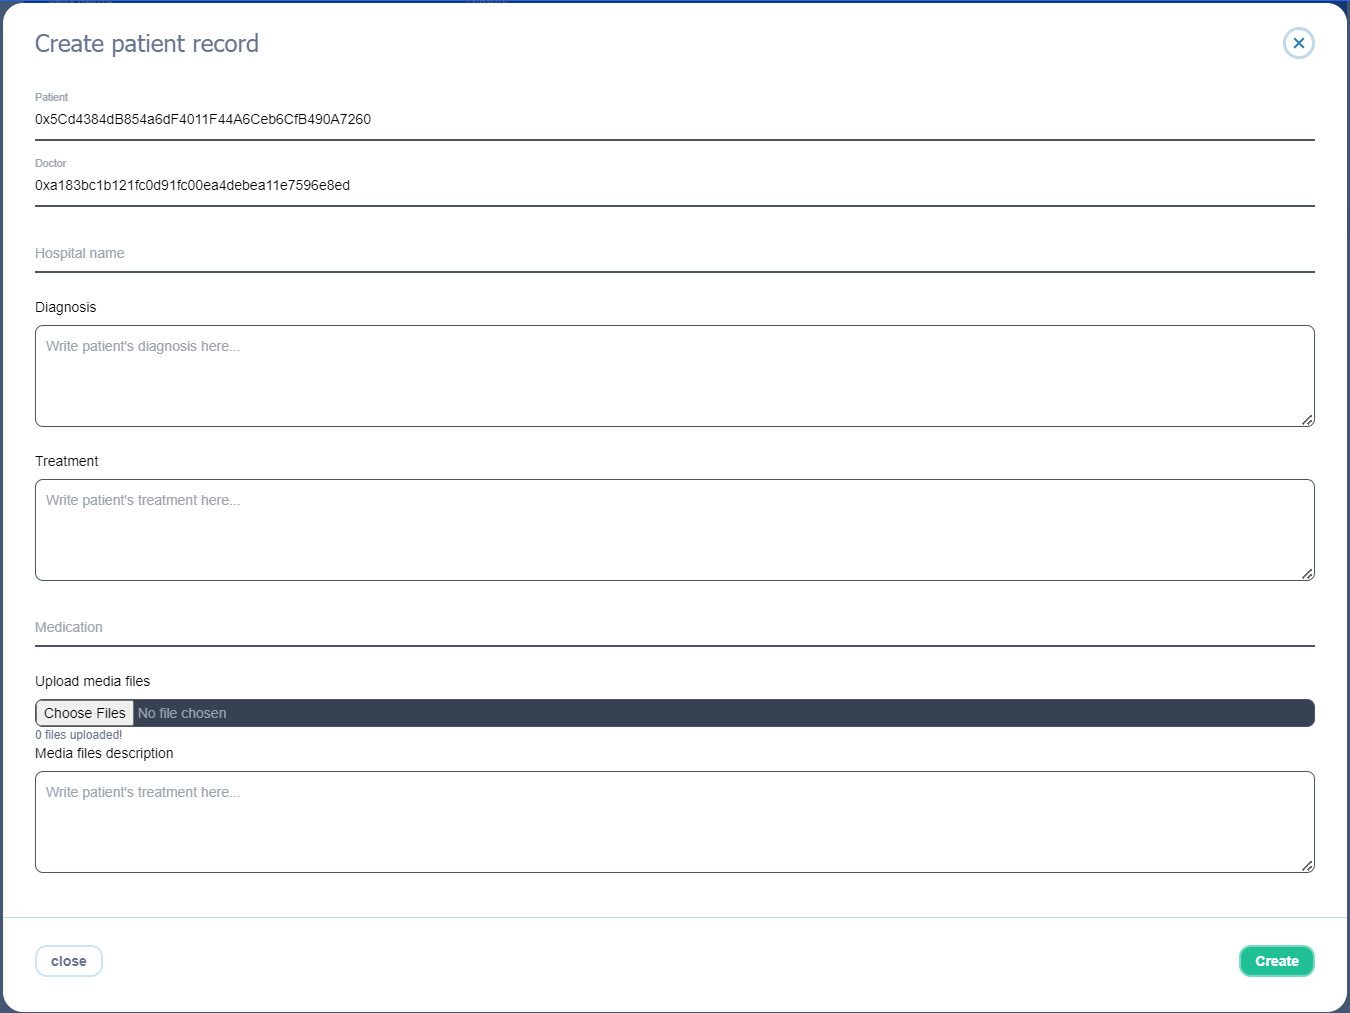 Create patient record
Patient
0x5Cd4384dB854a6dF4011F44A6Ceb6CfB490A7260
Doctor
0xa183bc1b121fc0d91fc00ea4debea11e7596e8ed
Hospital name
Diagnosis
Write patient's diagnosis here...
Treatment
Write patient's treatment here...
Medication
Upload media files
Choose Files No file chosen
0 files uploaded!
Media files description
Write patient's treatment here...
close
Create